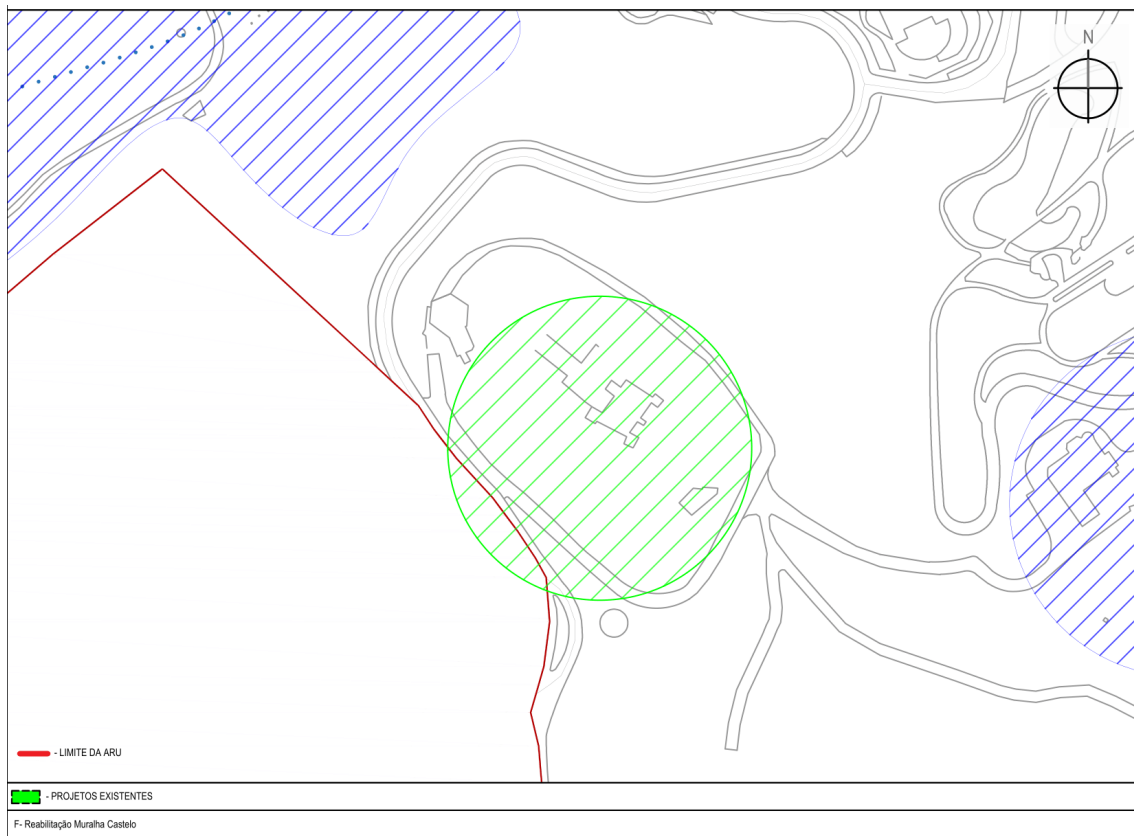 N
- LIMITE DA ARU
- PROJETOS EXISTENTES
F- Reabilitação Muralha Castelo